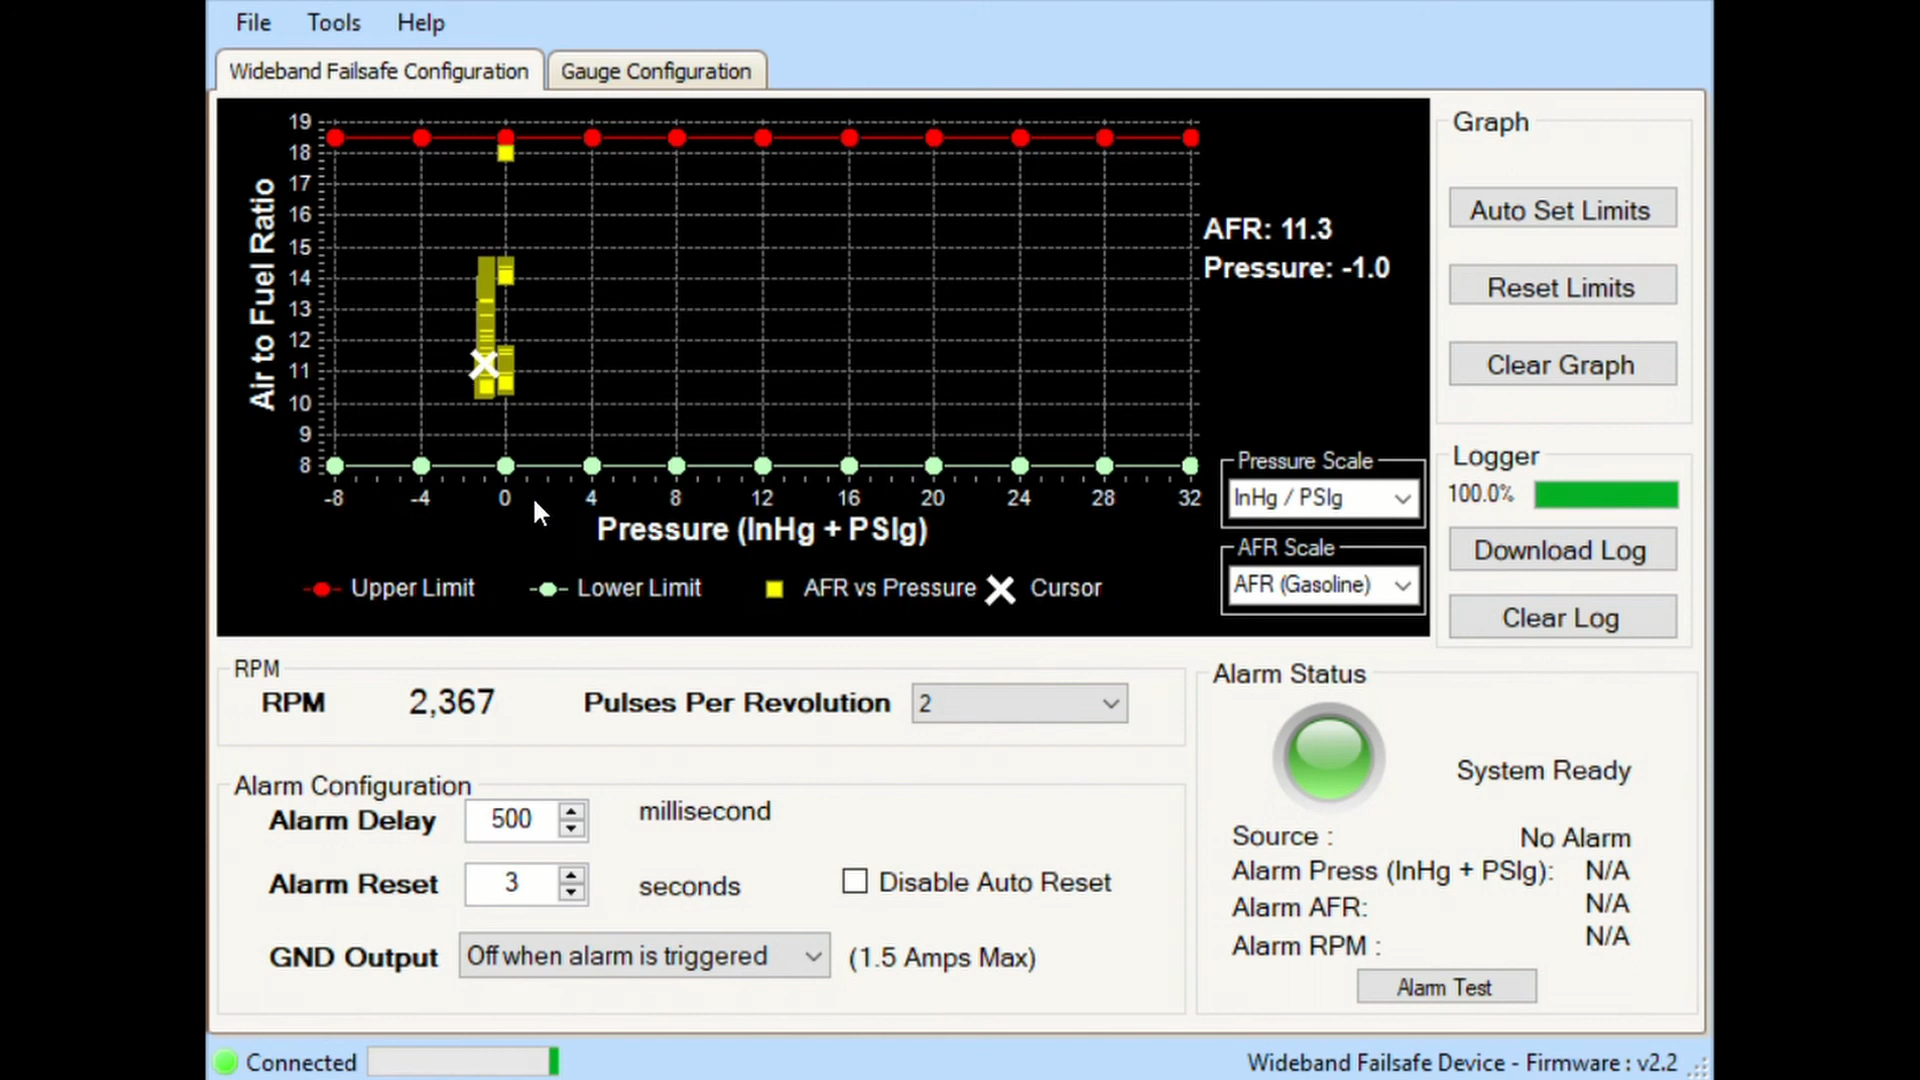 File Tools Help
Wideband Failsafe Configuration Gauge Configuration
19
18
17
16
15
14
13
12
11
10
9
8
Air to Fuel Ratio
-8 -4 0 4 8 12 16 20 24 28 32
Pressure (InHg + PSIg)
Upper Limit Lower Limit AFR vs Pressure Cursor
AFR: 11.3
Pressure: -1.0
Pressure Scale
InHg / PSIg
AFR Scale
AFR (Gasoline)
Graph
Auto Set Limits
Reset Limits
Clear Graph
Logger
100.0%
Download Log
Clear Log
RPM
RPM 2,367 Pulses Per Revolution 2
Alarm Configuration
Alarm Delay 500 millisecond
Alarm Reset 3 seconds Disable Auto Reset
GND Output Off when alarm is triggered (1.5 Amps Max)
Alarm Status
System Ready
Source : No Alarm
Alarm Press (InHg + PSIg): N/A
Alarm AFR: N/A
Alarm RPM : N/A
Alarm Test
Connected Wideband Failsafe Device - Firmware : v2.2